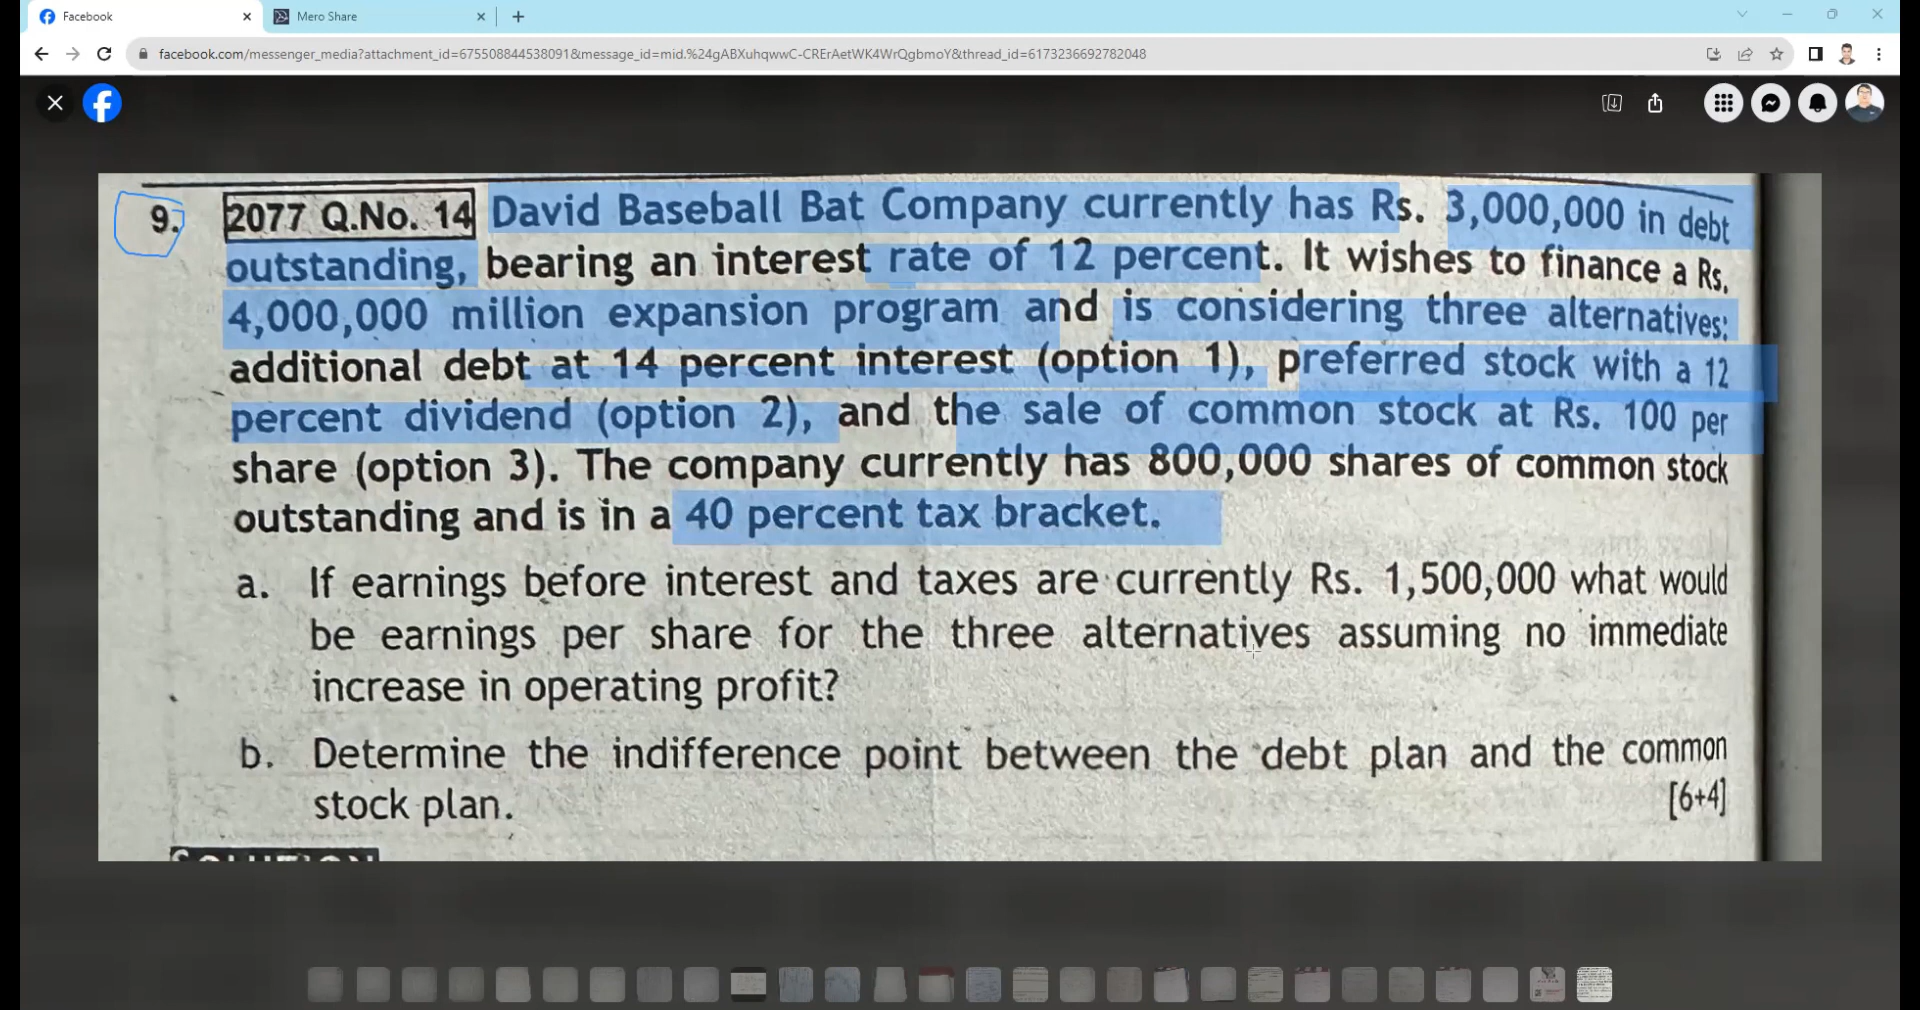 Facebook
Mero Share
facebook.com/messenger_media?attachment_id=675508844538091&message_id=mid.%24gABXuhqwwC-CRErAetWK4WrQgbmoY&thread_id=6173236692782048
9. 2077 Q.No. 14 David Baseball Bat Company currently has Rs. 3,000,000 in debt
outstanding, bearing an interest rate of 12 percent. It wishes to finance a Rs.
4,000,000 million expansion program and is considering three alternatives:
additional debt at 14 percent interest (option 1), preferred stock with a 12
percent dividend (option 2), and the sale of common stock at Rs. 100 per
share (option 3). The company currently has 800,000 shares of common stock
outstanding and is in a 40 percent tax bracket.
a. If earnings before interest and taxes are currently Rs. 1,500,000 what would
be earnings per share for the three alternatives assuming no immediate
increase in operating profit?
b. Determine the indifference point between the debt plan and the common
stock plan. [6+4]